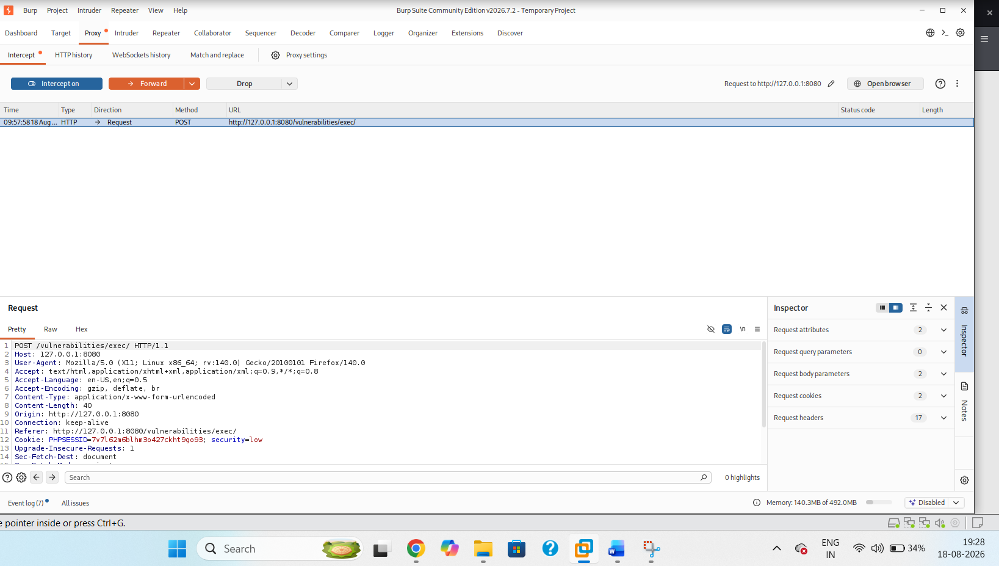 Burp Project Intruder Repeater View Help Burp Suite Community Edition v2026.7.2 - Temporary Project
Dashboard Target Proxy Intruder Repeater Collaborator Sequencer Decoder Comparer Logger Organizer Extensions Discover
Intercept HTTP history WebSockets history Match and replace Proxy settings
Intercept on Forward Drop Request to http://127.0.0.1:8080 Open browser
Time Type Direction Method URL Status code Length
09:57:58 18 Aug ... HTTP Request POST http://127.0.0.1:8080/vulnerabilities/exec/
Request
Pretty Raw Hex \n
1 POST /vulnerabilities/exec/ HTTP/1.1
2 Host: 127.0.0.1:8080
3 User-Agent: Mozilla/5.0 (X11; Linux x86_64; rv:140.0) Gecko/20100101 Firefox/140.0
4 Accept: text/html,application/xhtml+xml,application/xml;q=0.9,*/*;q=0.8
5 Accept-Language: en-US,en;q=0.5
6 Accept-Encoding: gzip, deflate, br
7 Content-Type: application/x-www-form-urlencoded
8 Content-Length: 40
9 Origin: http://127.0.0.1:8080
10 Connection: keep-alive
11 Referer: http://127.0.0.1:8080/vulnerabilities/exec/
12 Cookie: PHPSESSID=7v7l62m6blhm3o427ckht9go93; security=low
13 Upgrade-Insecure-Requests: 1
14 Sec-Fetch-Dest: document
Search 0 highlights
Inspector
Request attributes 2
Request query parameters 0
Request body parameters 2
Request cookies 2
Request headers 17
Inspector
Notes
Event log (7) All issues Memory: 140.3MB of 492.0MB Disabled
e pointer inside or press Ctrl+G.
Search
ENG
IN
34%
19:28
18-08-2026